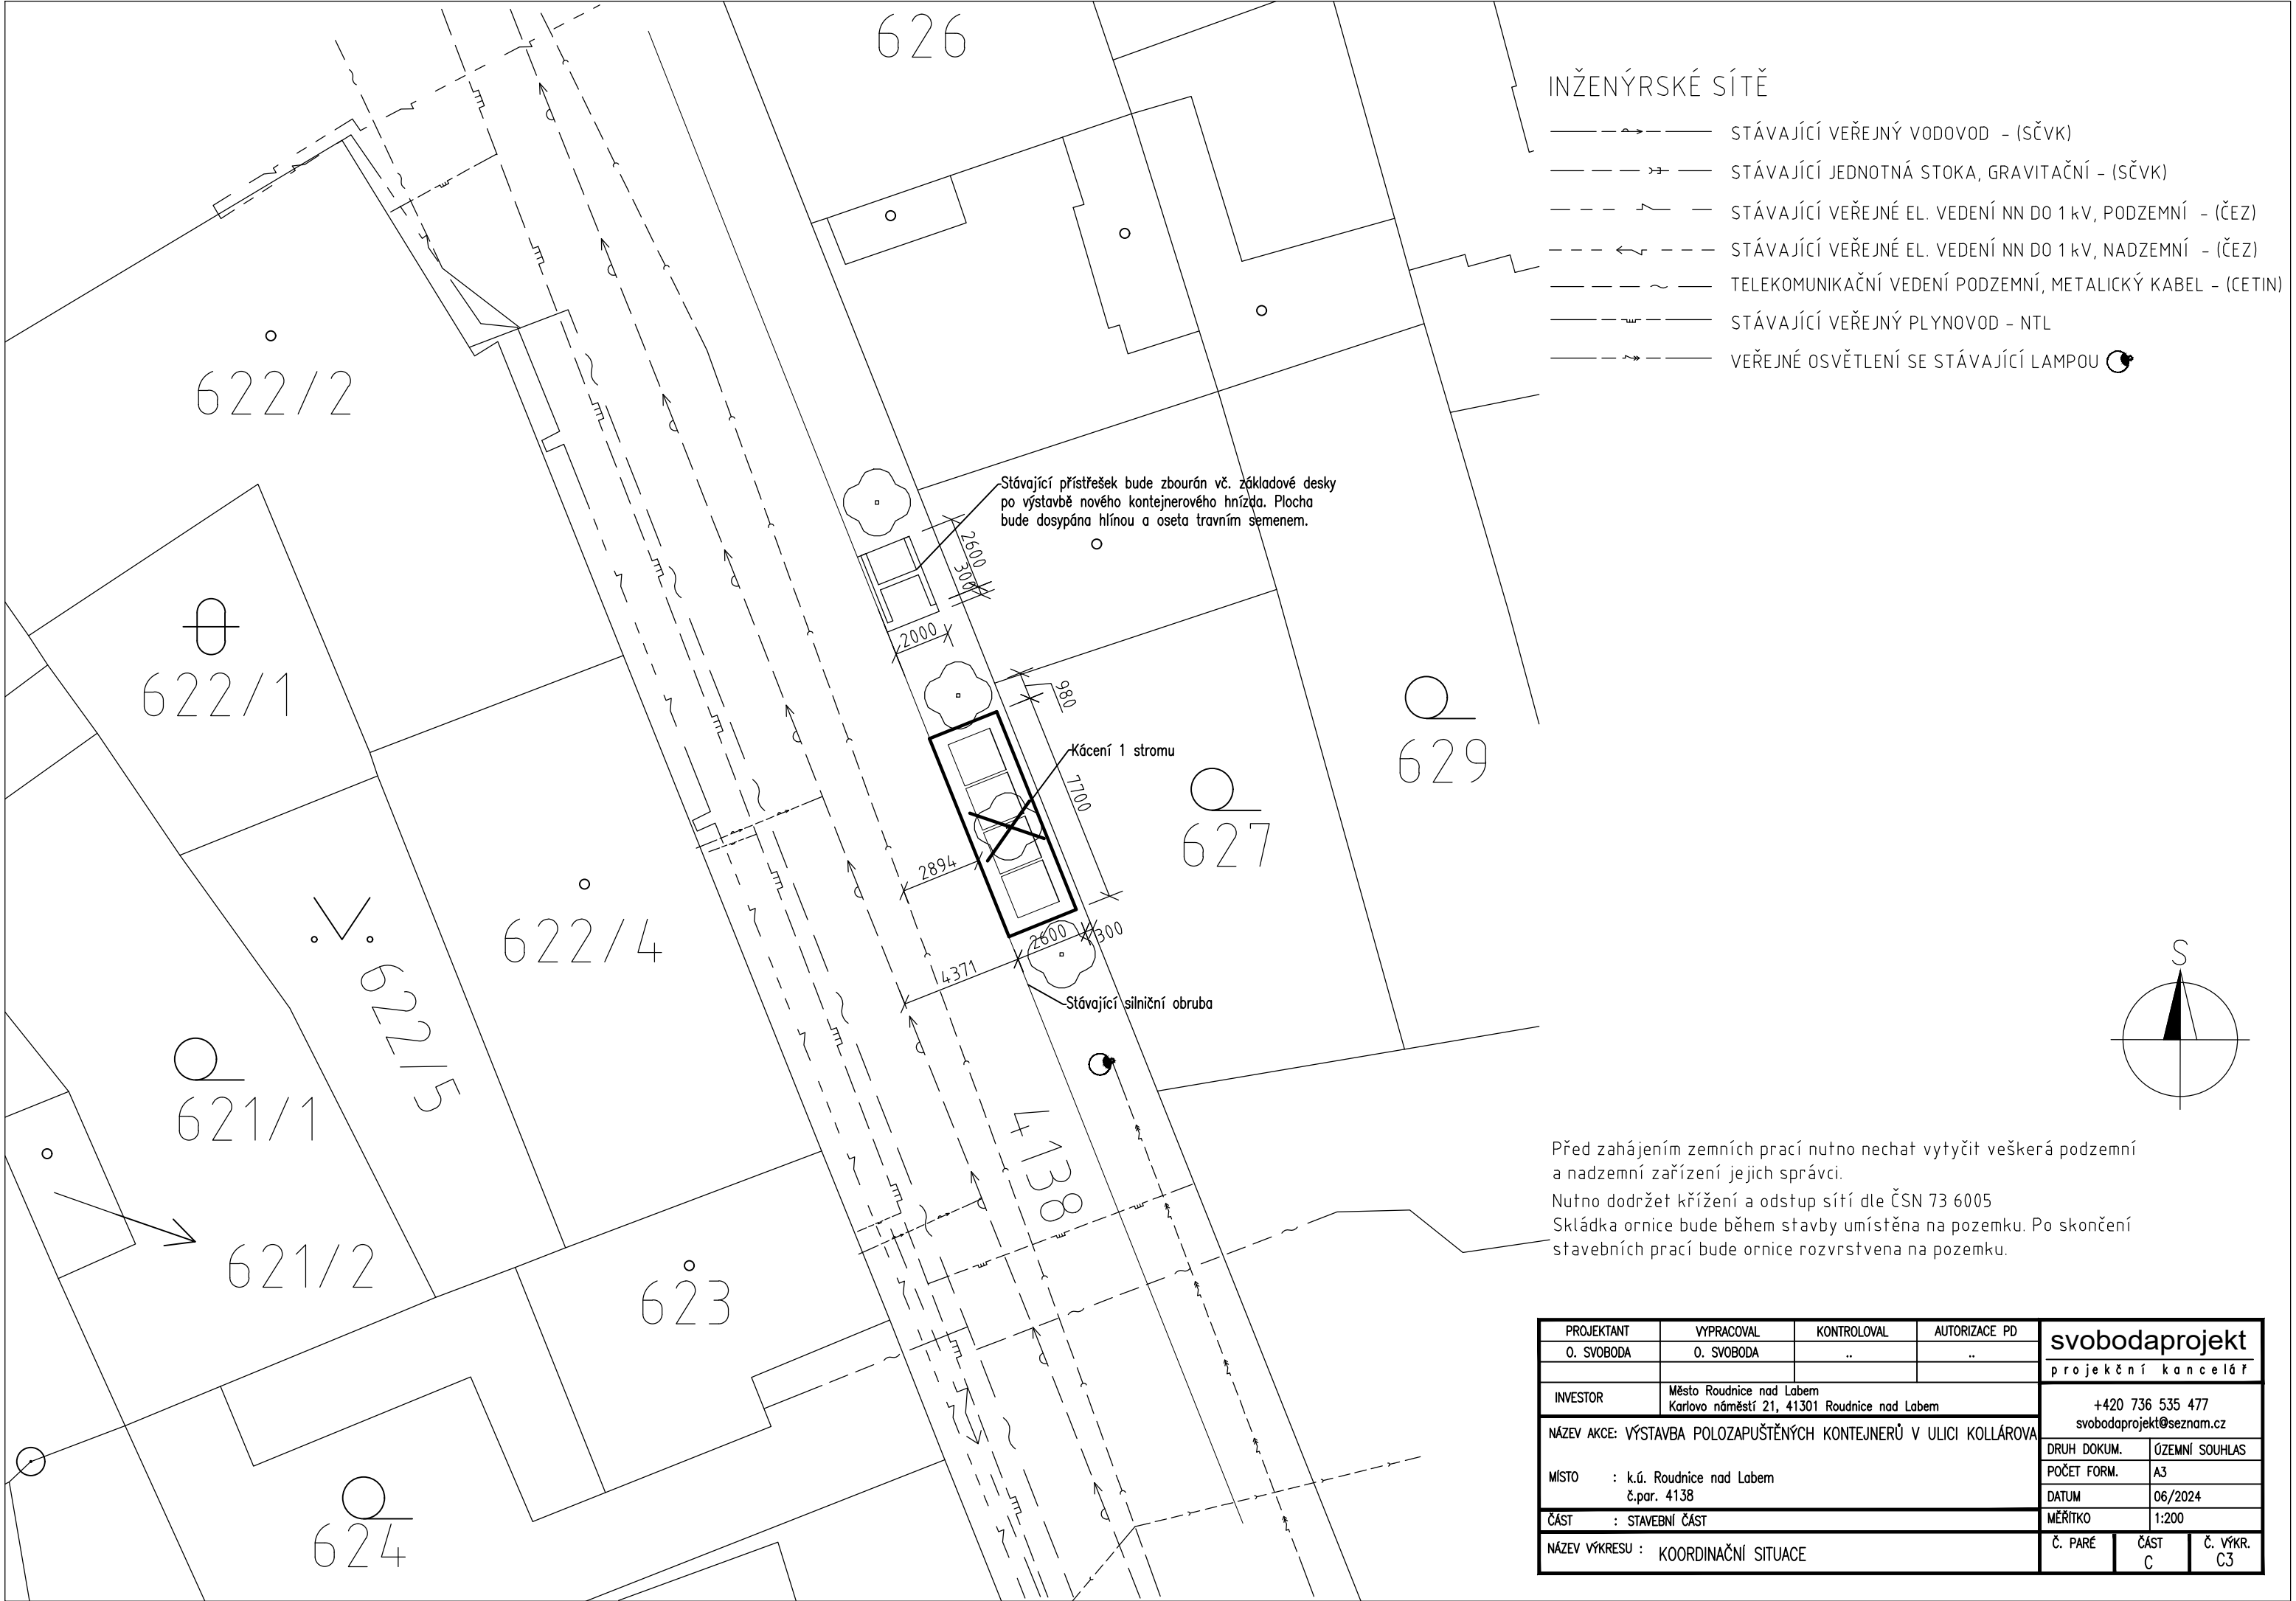 626
INŽENÝRSKÉ SÍTĚ
STÁVAJÍCÍ VEŘEJNÝ VODOVOD - (SČVK)
STÁVAJÍCÍ JEDNOTNÁ STOKA, GRAVITAČNÍ - (SČVK)
STÁVAJÍCÍ VEŘEJNÉ EL. VEDENÍ NN DO 1 kV, PODZEMNÍ - (ČEZ)
STÁVAJÍCÍ VEŘEJNÉ EL. VEDENÍ NN DO 1 kV, NADZEMNÍ - (ČEZ)
TELEKOMUNIKAČNÍ VEDENÍ PODZEMNÍ, METALICKÝ KABEL - (CETIN)
STÁVAJÍCÍ VEŘEJNÝ PLYNOVOD - NTL
VEŘEJNÉ OSVĚTLENÍ SE STÁVAJÍCÍ LAMPOU
622/2
Stávající přístřešek bude zbourán vč. základové desky
po výstavbě nového kontejnerového hnízda. Plocha
bude dosypána hlínou a oseta travním semenem.
2600
300
2000
622/1
980
Kácení 1 stromu
7700
629
627
2894
622/4
2600
300
4371
Stávající silniční obruba
622/5
621/1
4138
S
621/2
623
624
Před zahájením zemních prací nutno nechat vytyčit veškerá podzemní
a nadzemní zařízení jejich správci.
Nutno dodržet křížení a odstup sítí dle ČSN 73 6005
Skládka ornice bude během stavby umístěna na pozemku. Po skončení
stavebních prací bude ornice rozvrstvena na pozemku.
PROJEKTANT VYPRACOVAL KONTROLOVAL AUTORIZACE PD
O. SVOBODA O. SVOBODA .. ..
svobodaprojekt
projekční kancelář
INVESTOR
Město Roudnice nad Labem
Karlovo náměstí 21, 41301 Roudnice nad Labem
+420 736 535 477
svobodaprojekt@seznam.cz
NÁZEV AKCE: VÝSTAVBA POLOZAPUŠTĚNÝCH KONTEJNERŮ V ULICI KOLLÁROVA
MÍSTO : k.ú. Roudnice nad Labem
č.par. 4138
DRUH DOKUM. ÚZEMNÍ SOUHLAS
POČET FORM. A3
DATUM 06/2024
MĚŘÍTKO 1:200
ČÁST : STAVEBNÍ ČÁST
NÁZEV VÝKRESU : KOORDINAČNÍ SITUACE
Č. PARÉ ČÁST Č. VÝKR.
C C3